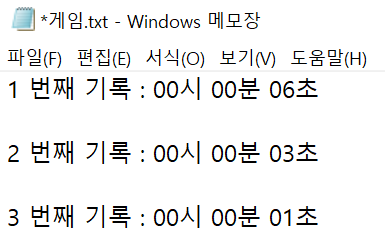 *게임.txt - Windows 메모장
파일(F) 편집(E) 서식(O) 보기(V) 도움말(H)
1 번째 기록 : 00시 00분 06초
2 번째 기록 : 00시 00분 03초
3 번째 기록 : 00시 00분 01초